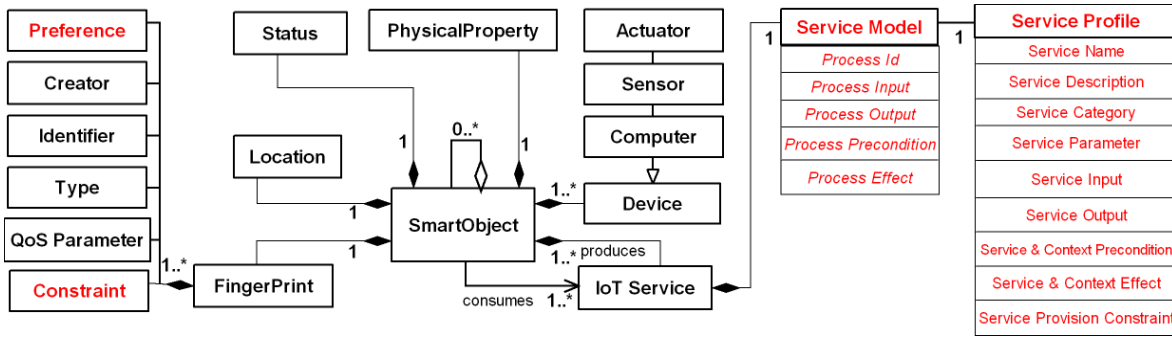 Preference
Creator
Identifier
Type
QoS Parameter
Constraint
1..*
FingerPrint
Status
Location
PhysicalProperty
1
1
0..*
1
1
SmartObject
1..*
1..*
produces
consumes
1..*
Actuator
Sensor
Computer
Device
IoT Service
1
Service Model
Process Id
Process Input
Process Output
Process Precondition
Process Effect
1
Service Profile
Service Name
Service Description
Service Category
Service Parameter
Service Input
Service Output
Service & Context Precondition
Service & Context Effect
Service Provision Constraint